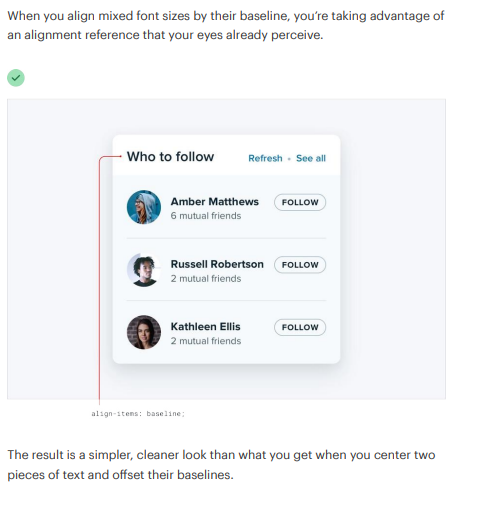 When you align mixed font sizes by their baseline, you’re taking advantage of
an alignment reference that your eyes already perceive.
Who to follow Refresh • See all
Amber Matthews FOLLOW
6 mutual friends
Russell Robertson FOLLOW
2 mutual friends
Kathleen Ellis FOLLOW
2 mutual friends
align-items: baseline;
The result is a simpler, cleaner look than what you get when you center two
pieces of text and offset their baselines.